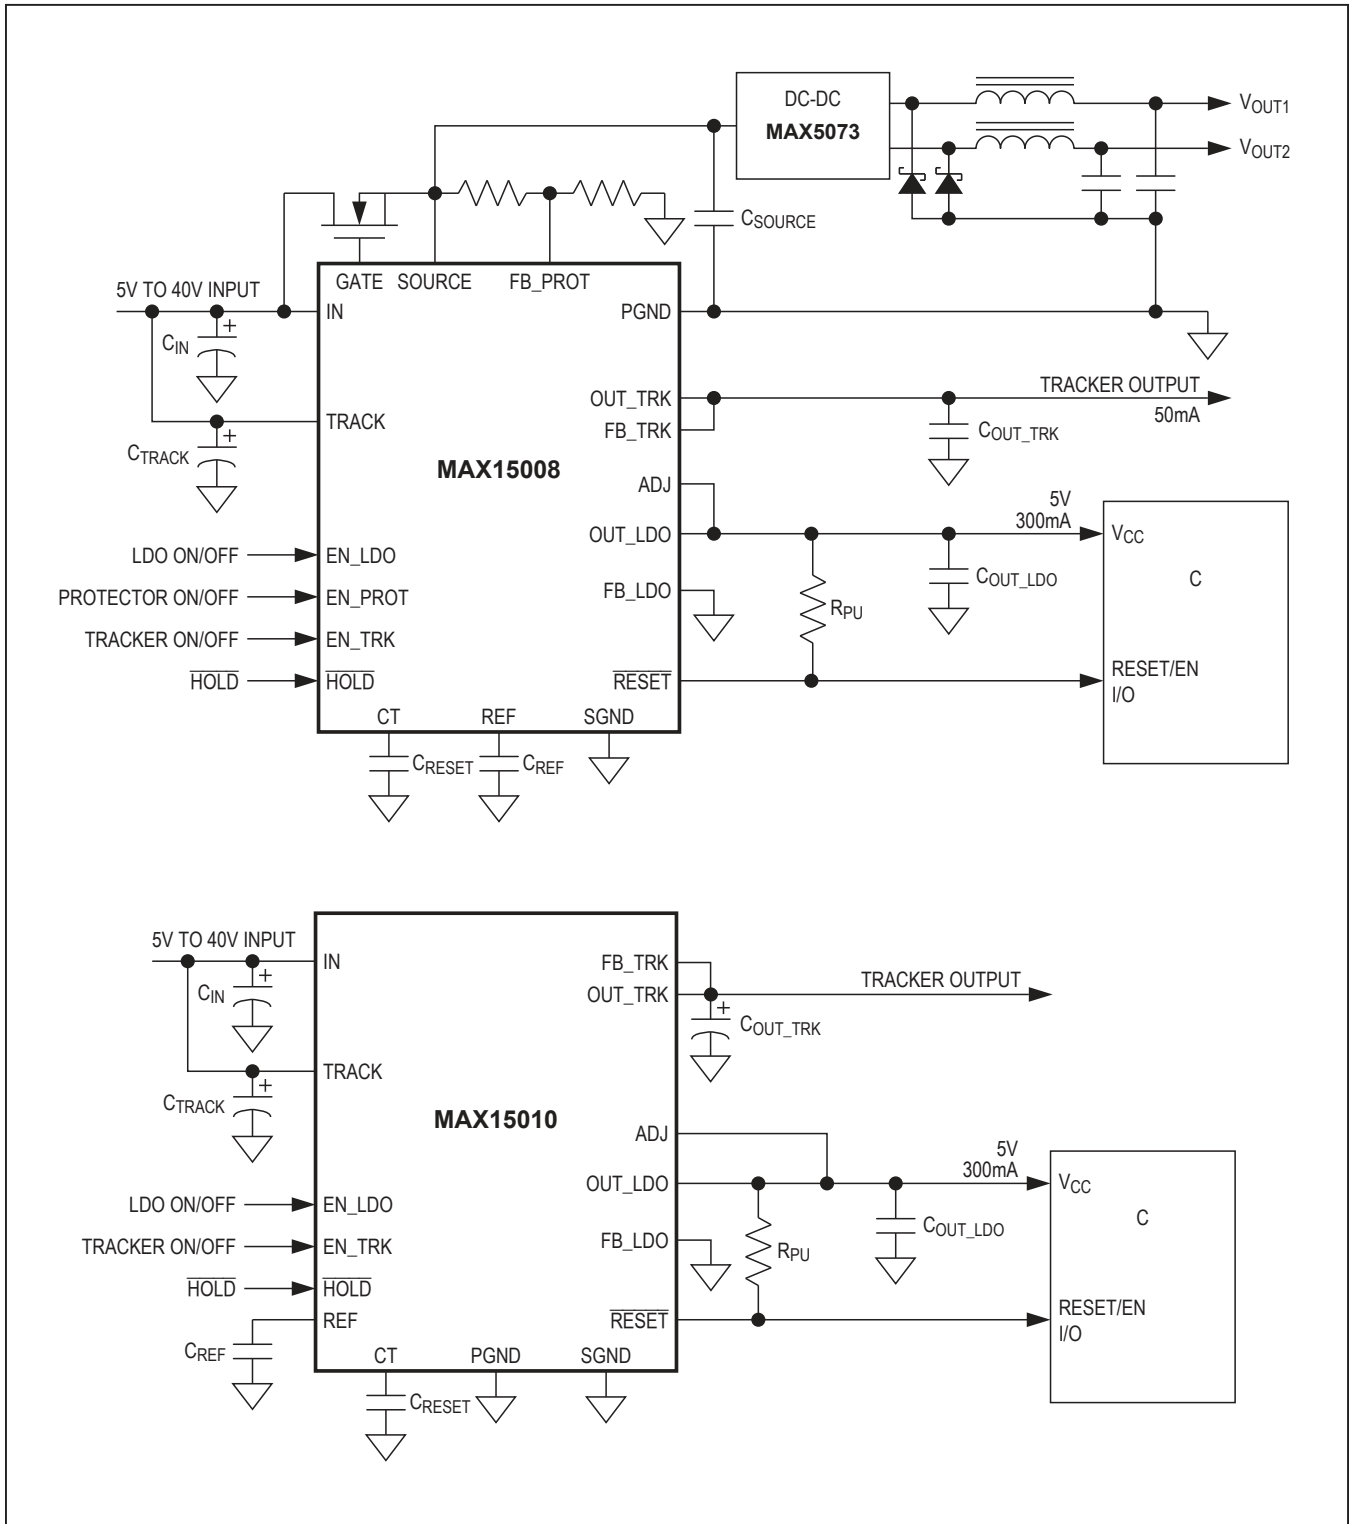 DC-DC
MAX5073
VOUT1
VOUT2
CSOURCE
GATE SOURCE FB_PROT
5V TO 40V INPUT
IN
PGND
CIN
+
TRACKER OUTPUT
50mA
OUT_TRK
FB_TRK
COUT_TRK
TRACK
CTRACK
+
MAX15008
ADJ
5V
300mA
OUT_LDO
VCC
C
COUT_LDO
LDO ON/OFF
EN_LDO
FB_LDO
RPU
PROTECTOR ON/OFF
EN_PROT
TRACKER ON/OFF
EN_TRK
HOLD
HOLD
RESET
RESET/EN
I/O
CT REF SGND
CRESET
CREF
5V TO 40V INPUT
IN
FB_TRK
TRACKER OUTPUT
OUT_TRK
CIN
+
+
COUT_TRK
TRACK
CTRACK
+
MAX15010
ADJ
5V
300mA
OUT_LDO
VCC
C
COUT_LDO
LDO ON/OFF
EN_LDO
FB_LDO
RPU
TRACKER ON/OFF
EN_TRK
HOLD
HOLD
REF
RESET
RESET/EN
I/O
CREF
CT PGND SGND
CRESET